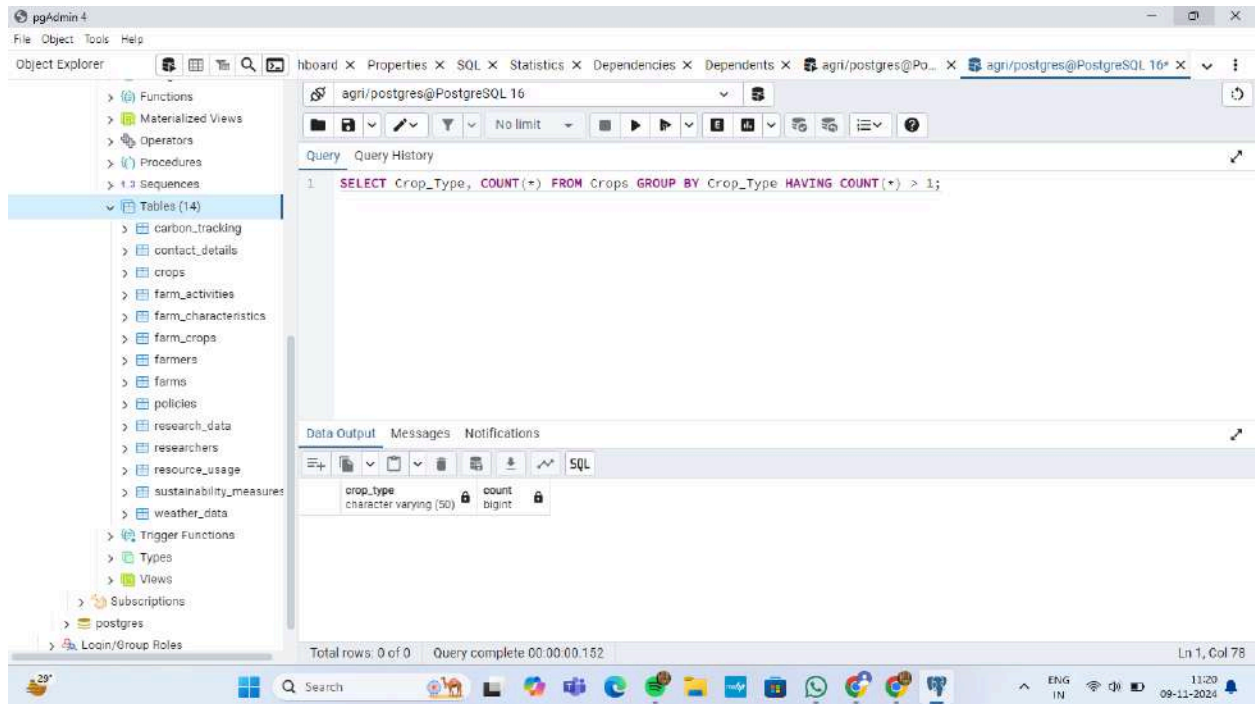 pgAdmin 4
File Object Tools Help
Object Explorer
hboard Properties SQL Statistics Dependencies Dependents agri/postgres@Po... agri/postgres@PostgreSQL 16*
Functions
Materialized Views
Operators
Procedures
1..3 Sequences
Tables (14)
carbon_tracking
contact_details
crops
farm_activities
farm_characteristics
farm_crops
farmers
farms
policies
research_data
researchers
resource_usage
sustainability_measures
weather_data
Trigger Functions
Types
Views
Subscriptions
postgres
Login/Group Roles
agri/postgres@PostgreSQL 16
No limit
Query Query History
1 SELECT Crop_Type, COUNT(*) FROM Crops GROUP BY Crop_Type HAVING COUNT(*) > 1;
Data Output Messages Notifications
SQL
crop_type count
character varying (50) bigint
Total rows: 0 of 0 Query complete 00:00:00.152
Ln 1, Col 78
29°
Search
ENG 11:20
IN 09-11-2024